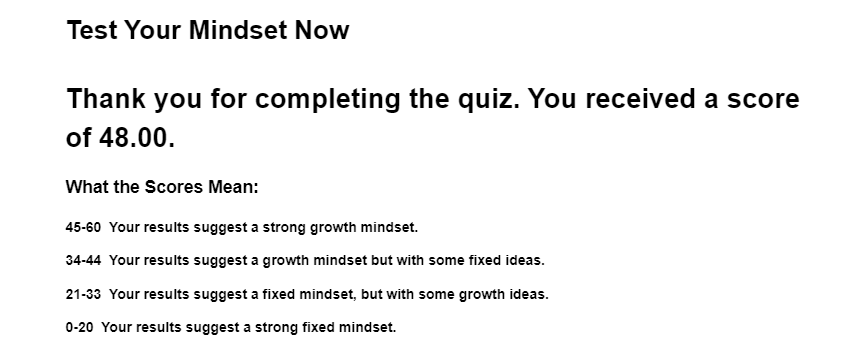 Test Your Mindset Now
Thank you for completing the quiz. You received a score
of 48.00.
What the Scores Mean:
45-60  Your results suggest a strong growth mindset.
34-44  Your results suggest a growth mindset but with some fixed ideas.
21-33  Your results suggest a fixed mindset, but with some growth ideas.
0-20  Your results suggest a strong fixed mindset.